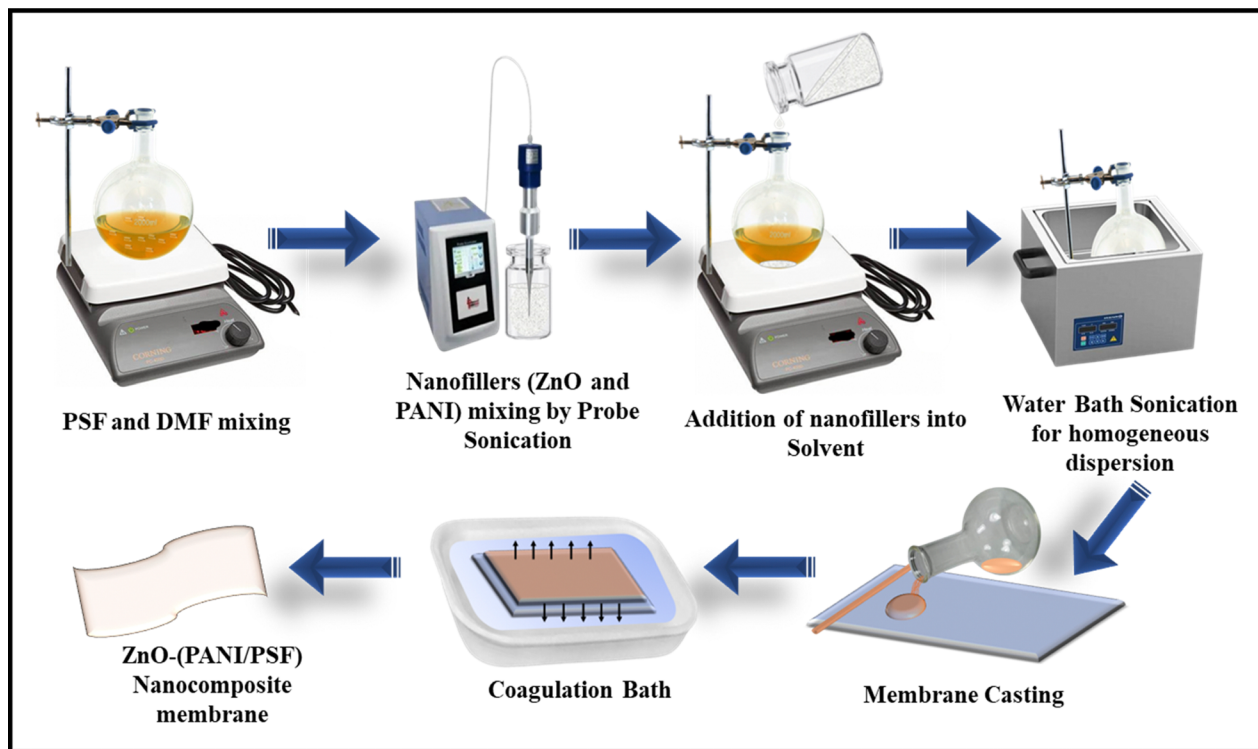 PSF and DMF mixing
Nanofillers (ZnO and
PANI) mixing by Probe
Sonication
Addition of nanofillers into
Solvent
Water Bath Sonication
for homogeneous
dispersion
ZnO-(PANI/PSF)
Nanocomposite
membrane
Coagulation Bath
Membrane Casting